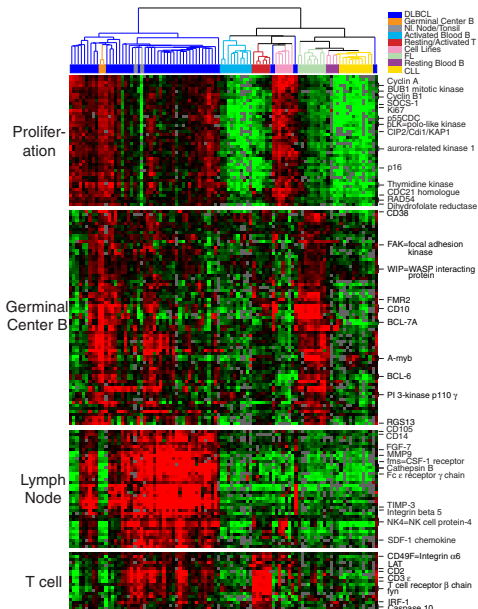 DLBCL
Germinal Center B
Nl. Node/Tonsil
Activated Blood B
Resting/Activated T
Cell Lines
FL
Resting Blood B
CLL
Prolifer-
ation
Cyclin A
BUB1 mitotic kinase
Cyclin B1
SOCS-1
Ki67
p55CDC
pLK=polo-like kinase
CIP2/Cdi1/KAP1
aurora-related kinase 1
p16
Thymidine kinase
CDC21 homologue
RAD54
Dihydrofolate reductase
Germinal
Center B
CD38
FAK=focal adhesion
kinase
WIP=WASP interacting
protein
FMR2
CD10
BCL-7A
A-myb
BCL-6
PI 3-kinase p110 γ
RGS13
Lymph
Node
CD105
CD14
FGF-7
MMP9
fms=CSF-1 receptor
Cathepsin B
Fc ε receptor γ chain
TIMP-3
Integrin beta 5
NK4=NK cell protein-4
SDF-1 chemokine
T cell
CD49F=Integrin α6
LAT
CD2
CD3 ε
T cell receptor β chain
fyn
IRF-1
Caspase 10